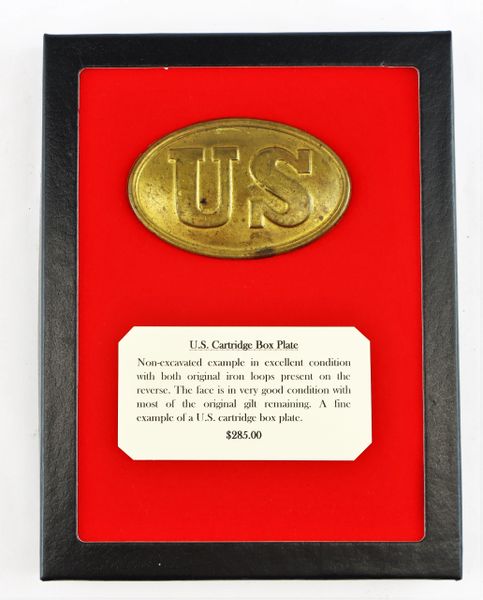 US
U.S. Cartridge Box Plate
Non-excavated example in excellent condition
with both original iron loops present on the
reverse. The face is in very good condition with
most of the original gilt remaining. A fine
example of a U.S. cartridge box plate.
$285.00